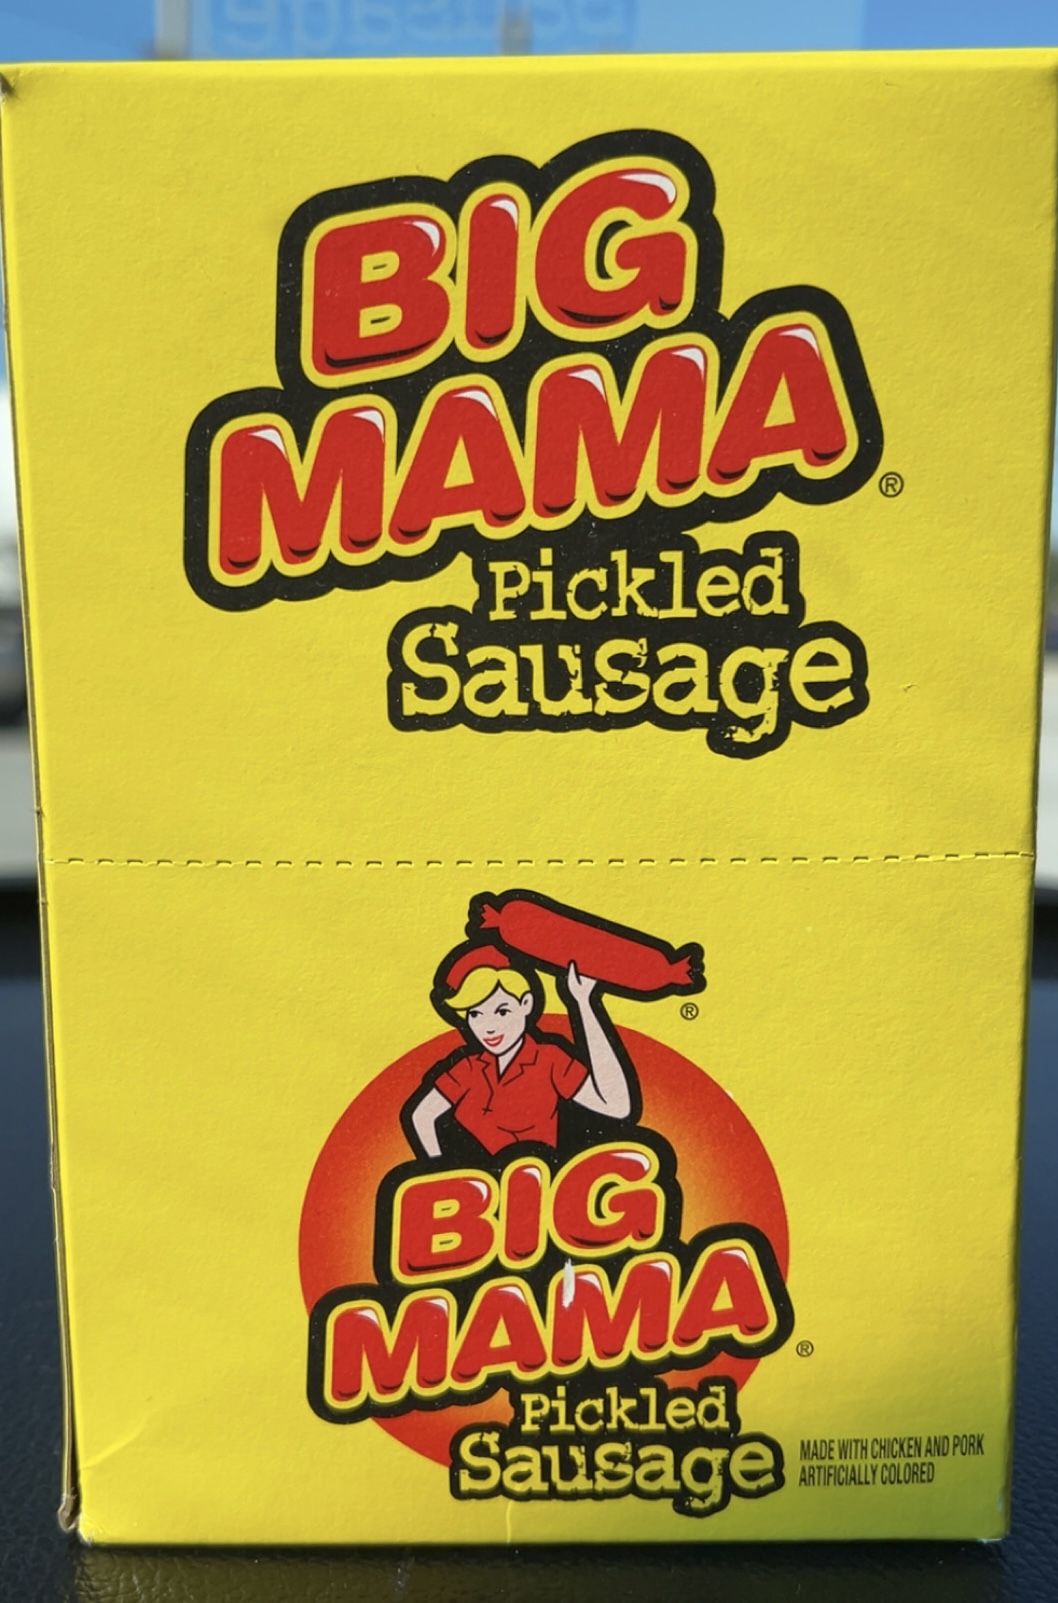 BIG
MAMA®
Pickled
Sausage
®
BIG
MAMA®
Pickled
Sausage
MADE WITH CHICKEN AND PORK
ARTIFICIALLY COLORED